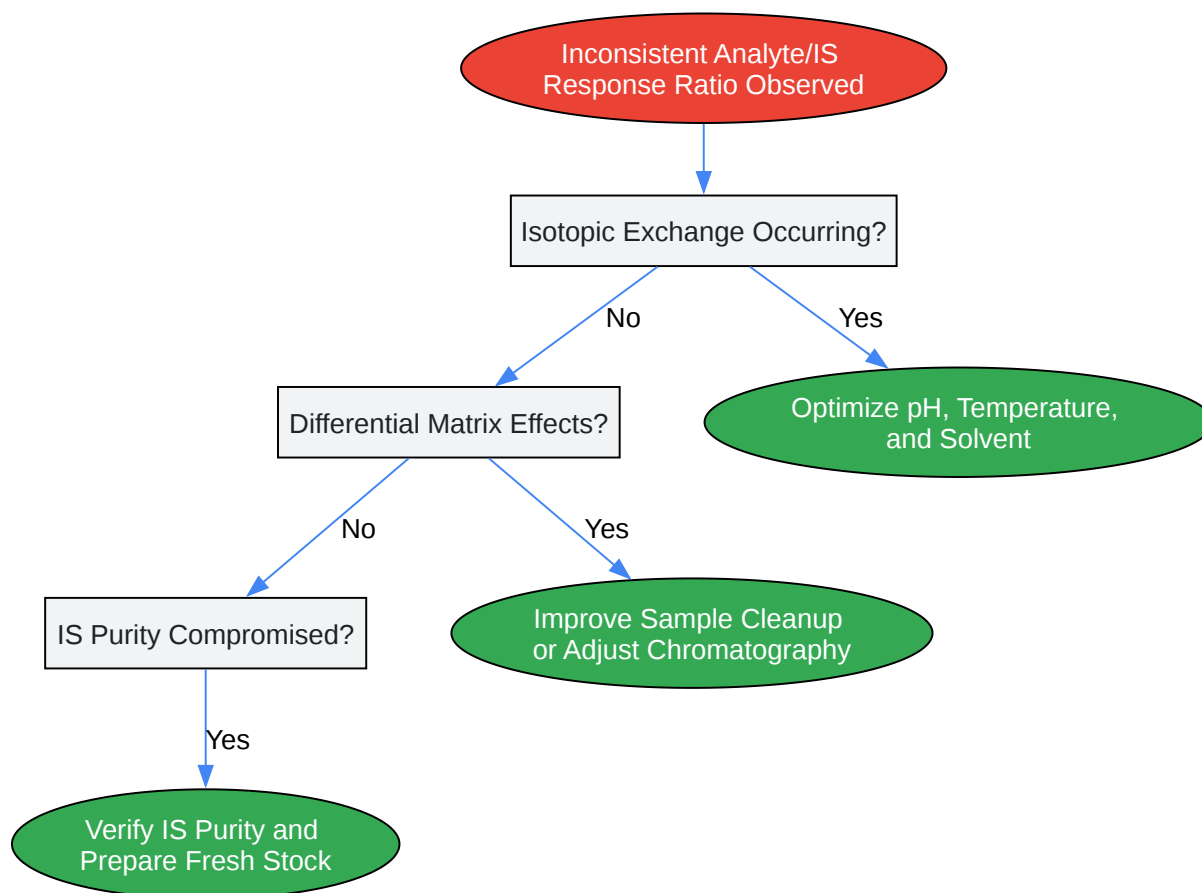 Inconsistent Analyte/IS
Response Ratio Observed
Isotopic Exchange Occurring?
No
Yes
Differential Matrix Effects?
Optimize pH, Temperature,
and Solvent
No
Yes
IS Purity Compromised?
Improve Sample Cleanup
or Adjust Chromatography
Yes
Verify IS Purity and
Prepare Fresh Stock